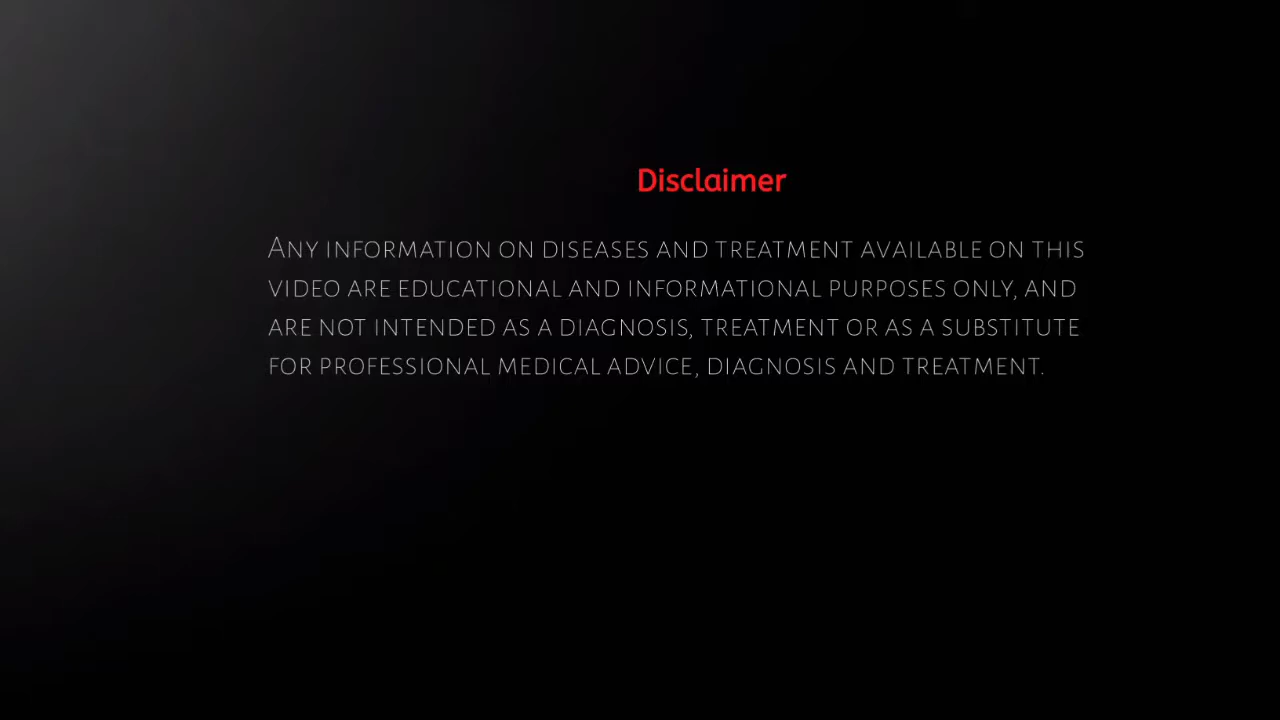 Disclaimer
Any information on diseases and treatment available on this
video are educational and informational purposes only, and
are not intended as a diagnosis, treatment or as a substitute
for professional medical advice, diagnosis and treatment.